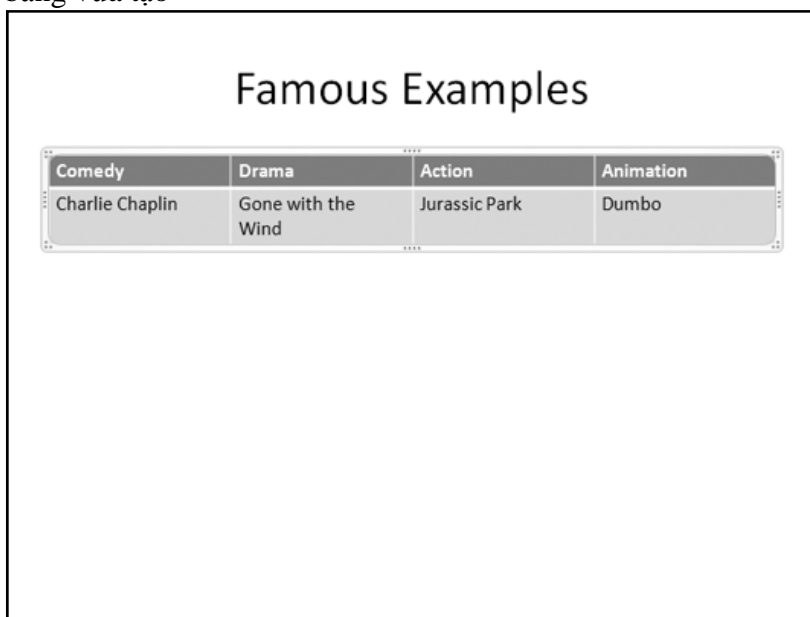 Famous Examples
Comedy Drama Action Animation
Charlie Chaplin Gone with the Jurassic Park Dumbo
Wind